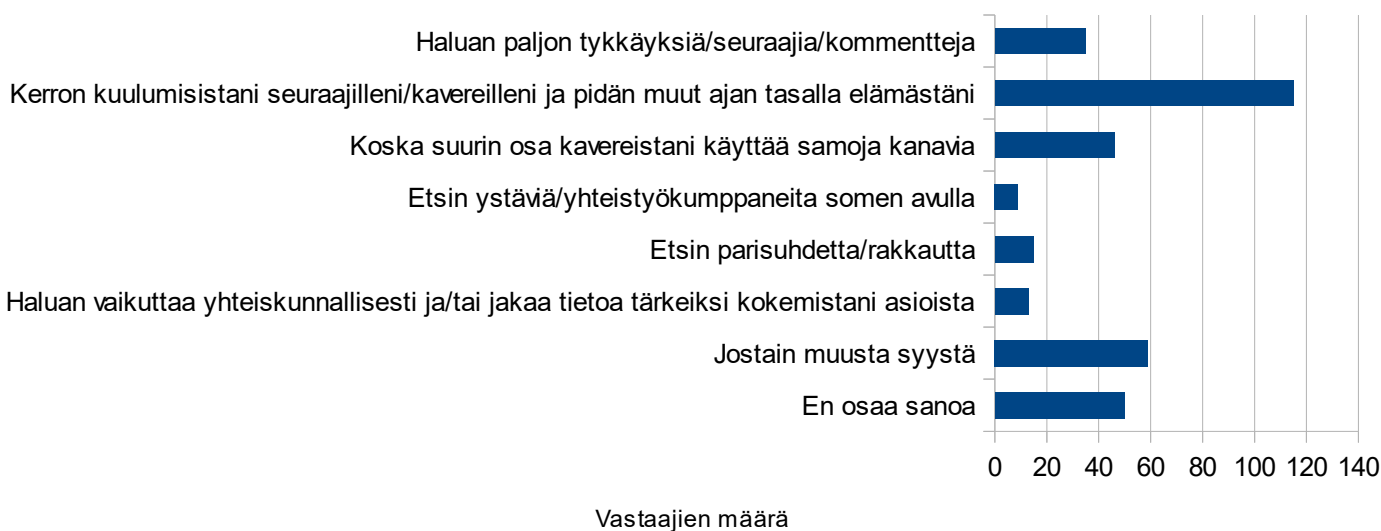 Haluan paljon tykkäyksiä/seuraajia/kommentteja
Kerron kuulumisistani seuraajilleni/kavereilleni ja pidän muut ajan tasalla elämästäni
Koska suurin osa kavereistani käyttää samoja kanavia
Etsin ystäviä/yhteistyökumppaneita somen avulla
Etsin parisuhdetta/rakkautta
Haluan vaikuttaa yhteiskunnallisesti ja/tai jakaa tietoa tärkeiksi kokemistani asioista
Jostain muusta syystä
En osaa sanoa
0 20 40 60 80 100 120 140
Vastaajien määrä